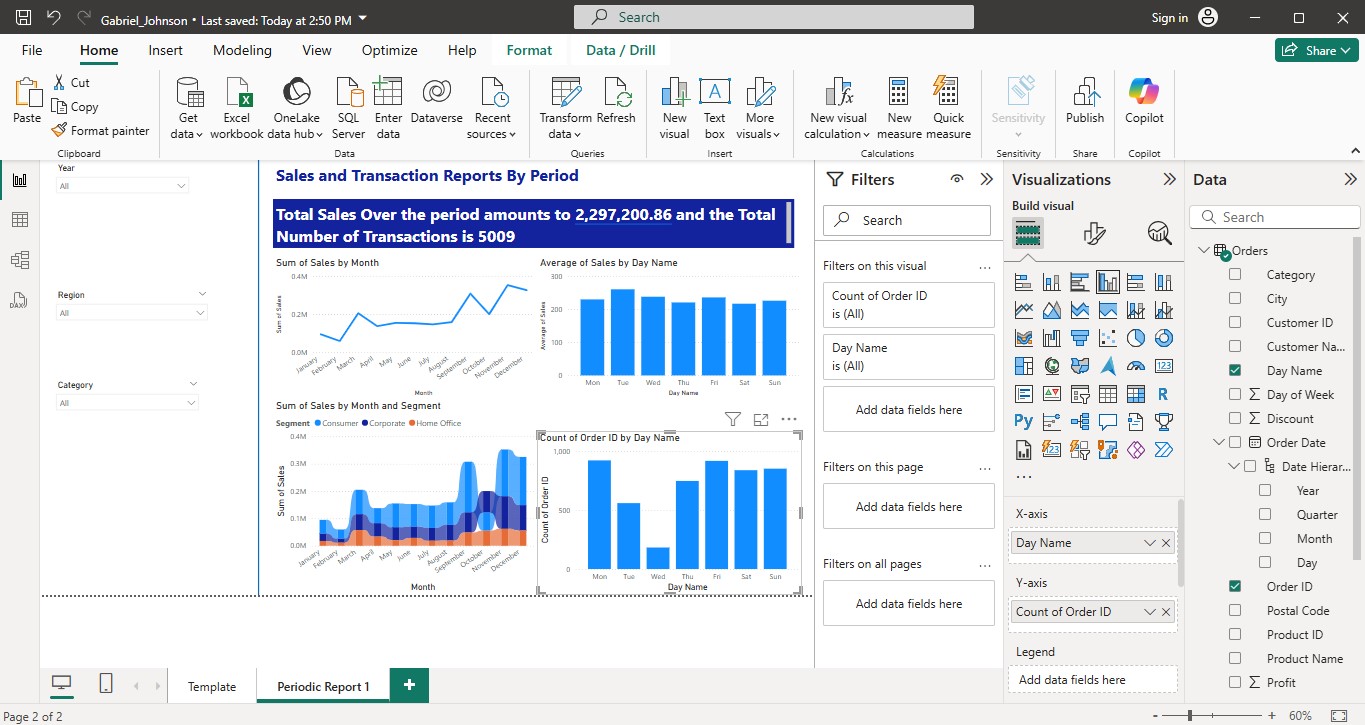 Gabriel_Johnson • Last saved: Today at 2:50 PM
Search
Sign in
File Home Insert Modeling View Optimize Help Format Data / Drill
Share
Paste
Cut
Copy
Format painter
Clipboard
Get data
Excel workbook
OneLake data hub
SQL Server
Enter data
Dataverse
Recent sources
Data
Transform data
Refresh
Queries
New visual
Text box
More visuals
Insert
New visual calculation
New measure
Quick measure
Calculations
Sensitivity
Sensitivity
Publish
Share
Copilot
Copilot
Year
All
Region
All
Category
All
Sales and Transaction Reports By Period
Total Sales Over the period amounts to 2,297,200.86 and the Total
Number of Transactions is 5009
Sum of Sales by Month
0.4M
0.2M
0.0M
Sum of Sales
January February March April May June July August September October November December
Month
Average of Sales by Day Name
300
200
100
0
Average of Sales
Mon Tue Wed Thu Fri Sat Sun
Day Name
Sum of Sales by Month and Segment
Segment Consumer Corporate Home Office
0.4M
0.3M
0.2M
0.1M
0.0M
Sum of Sales
January February March April May June July August September October November December
Month
Count of Order ID by Day Name
1,000
500
0
Count of Order ID
Mon Tue Wed Thu Fri Sat Sun
Day Name
Filters
Search
Filters on this visual
Count of Order ID
is (All)
Day Name
is (All)
Add data fields here
Filters on this page
Add data fields here
Filters on all pages
Add data fields here
Visualizations
Build visual
123
R
Py
123
X-axis
Day Name
Y-axis
Count of Order ID
Legend
Add data fields here
Data
Search
Orders
Category
City
Customer ID
Customer Na...
Day Name
Day of Week
Discount
Order Date
Date Hierar...
Year
Quarter
Month
Day
Order ID
Postal Code
Product ID
Product Name
Profit
DAX
Template
Periodic Report 1
Page 2 of 2
60%